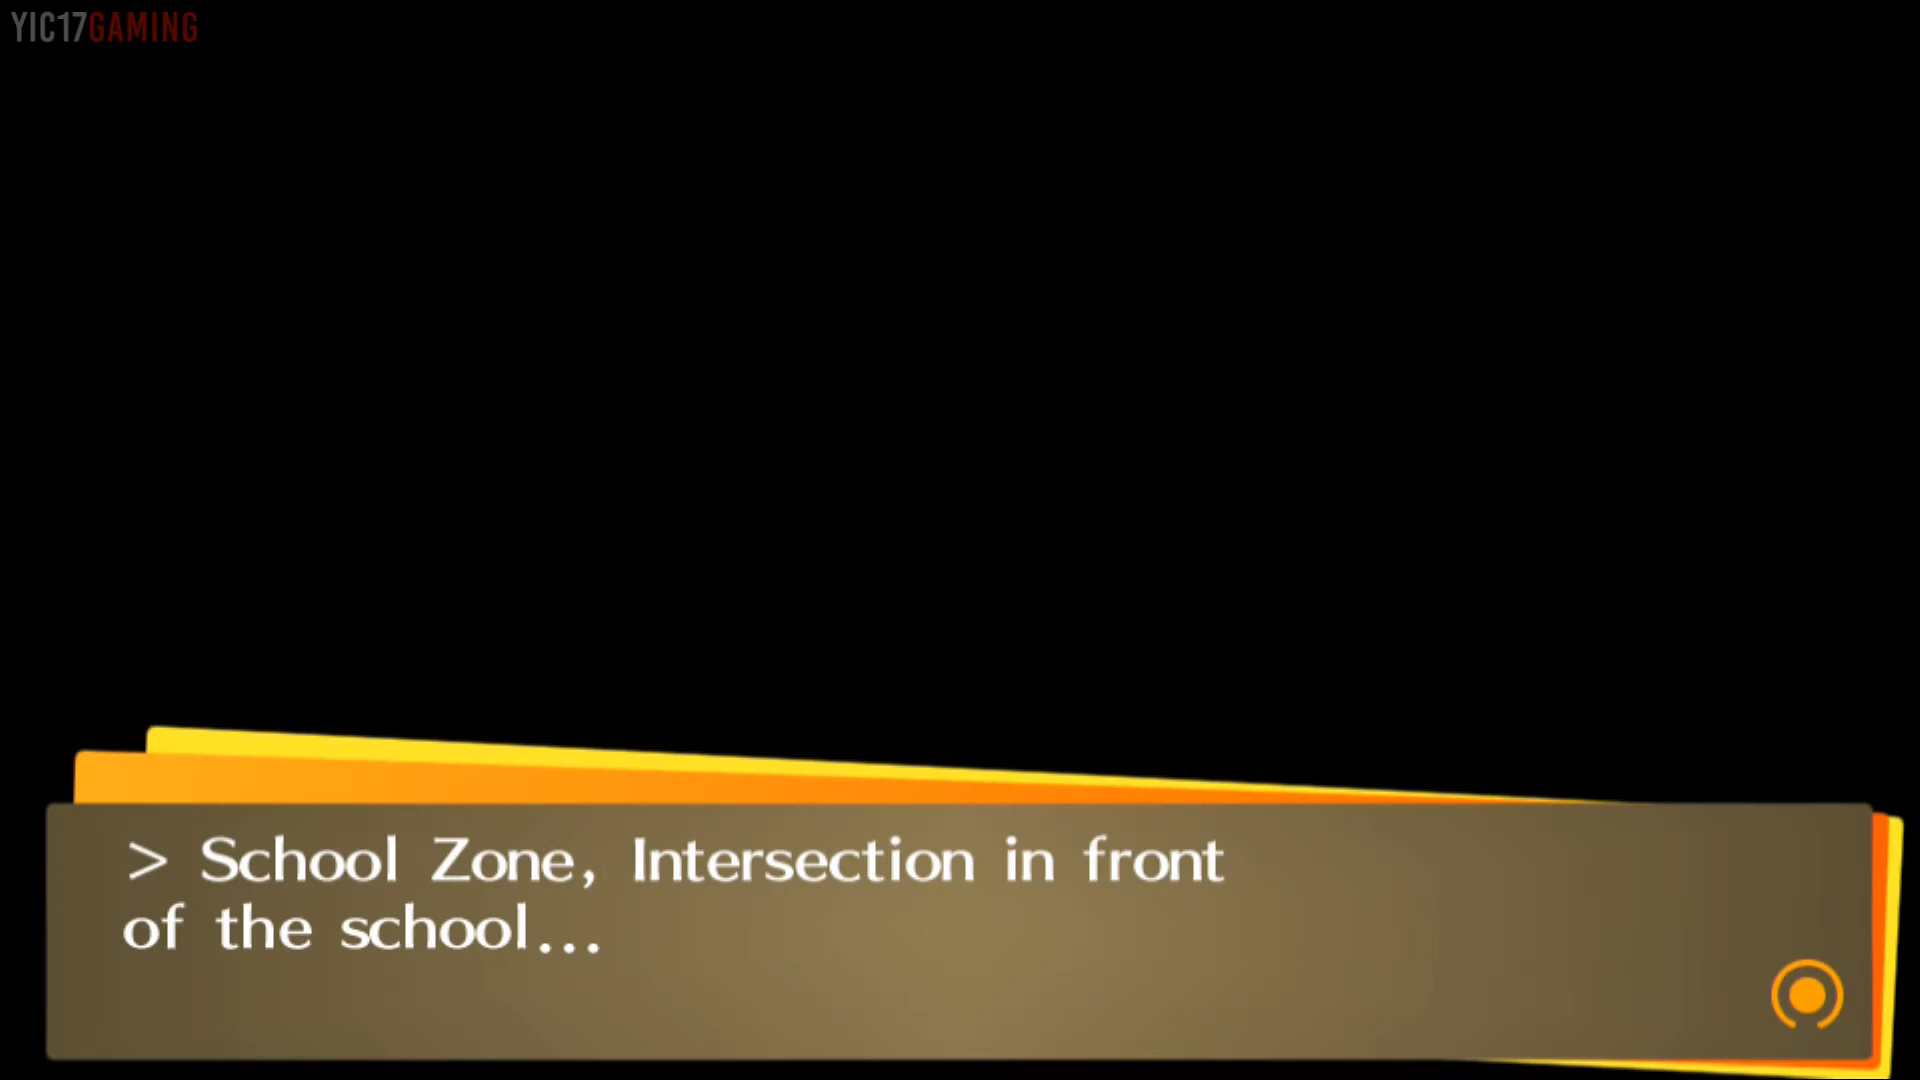 YIC17GAMING
> School Zone, Intersection in front
of the school...